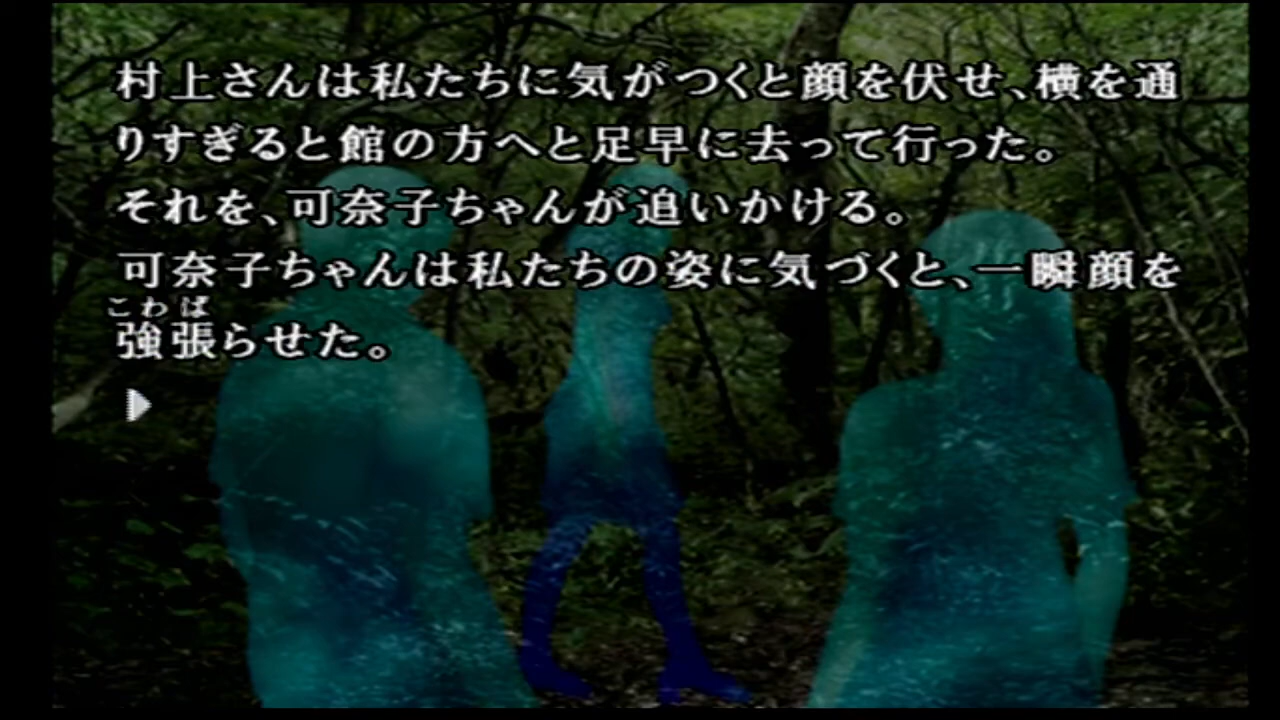 村上さんは私たちに気がつくと顔を伏せ、横を通
りすぎると館の方へと足早に去って行った。
それを、可奈子ちゃんが追いかける。
可奈子ちゃんは私たちの姿に気づくと、一瞬顔を
こわば
強張らせた。